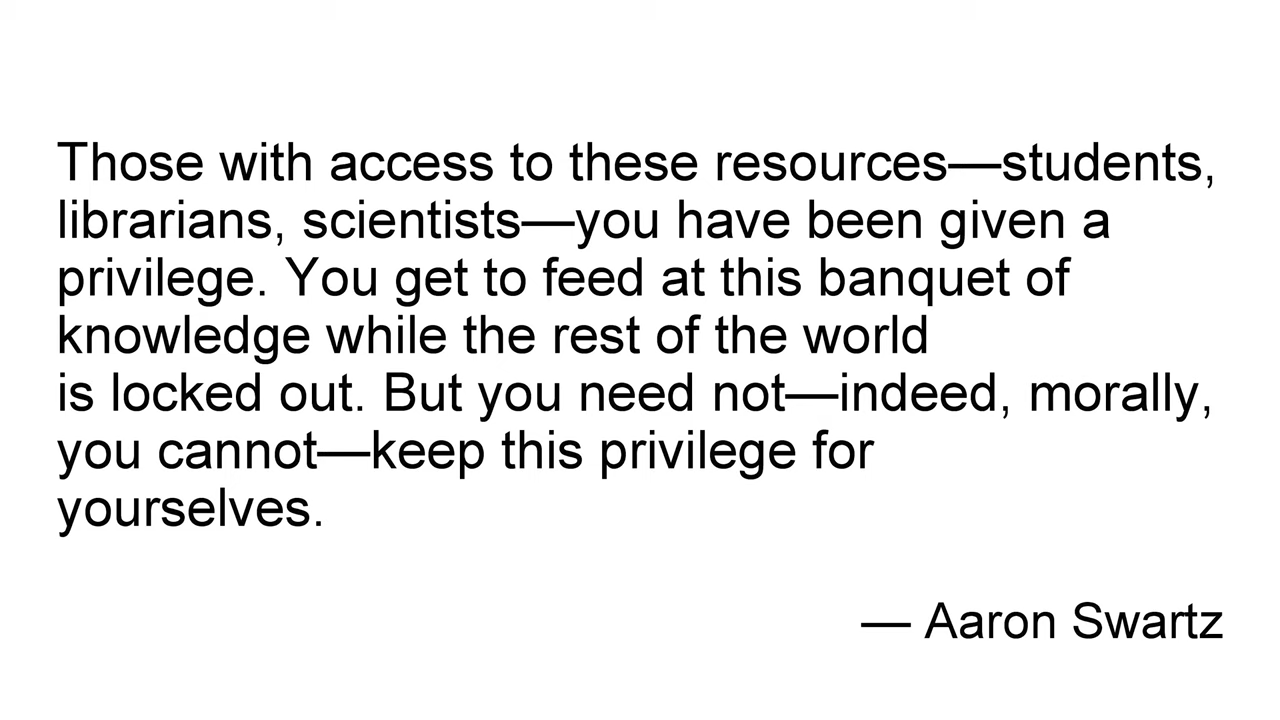 Those with access to these resources—students,
librarians, scientists—you have been given a
privilege. You get to feed at this banquet of
knowledge while the rest of the world
is locked out. But you need not—indeed, morally,
you cannot—keep this privilege for
yourselves.
— Aaron Swartz